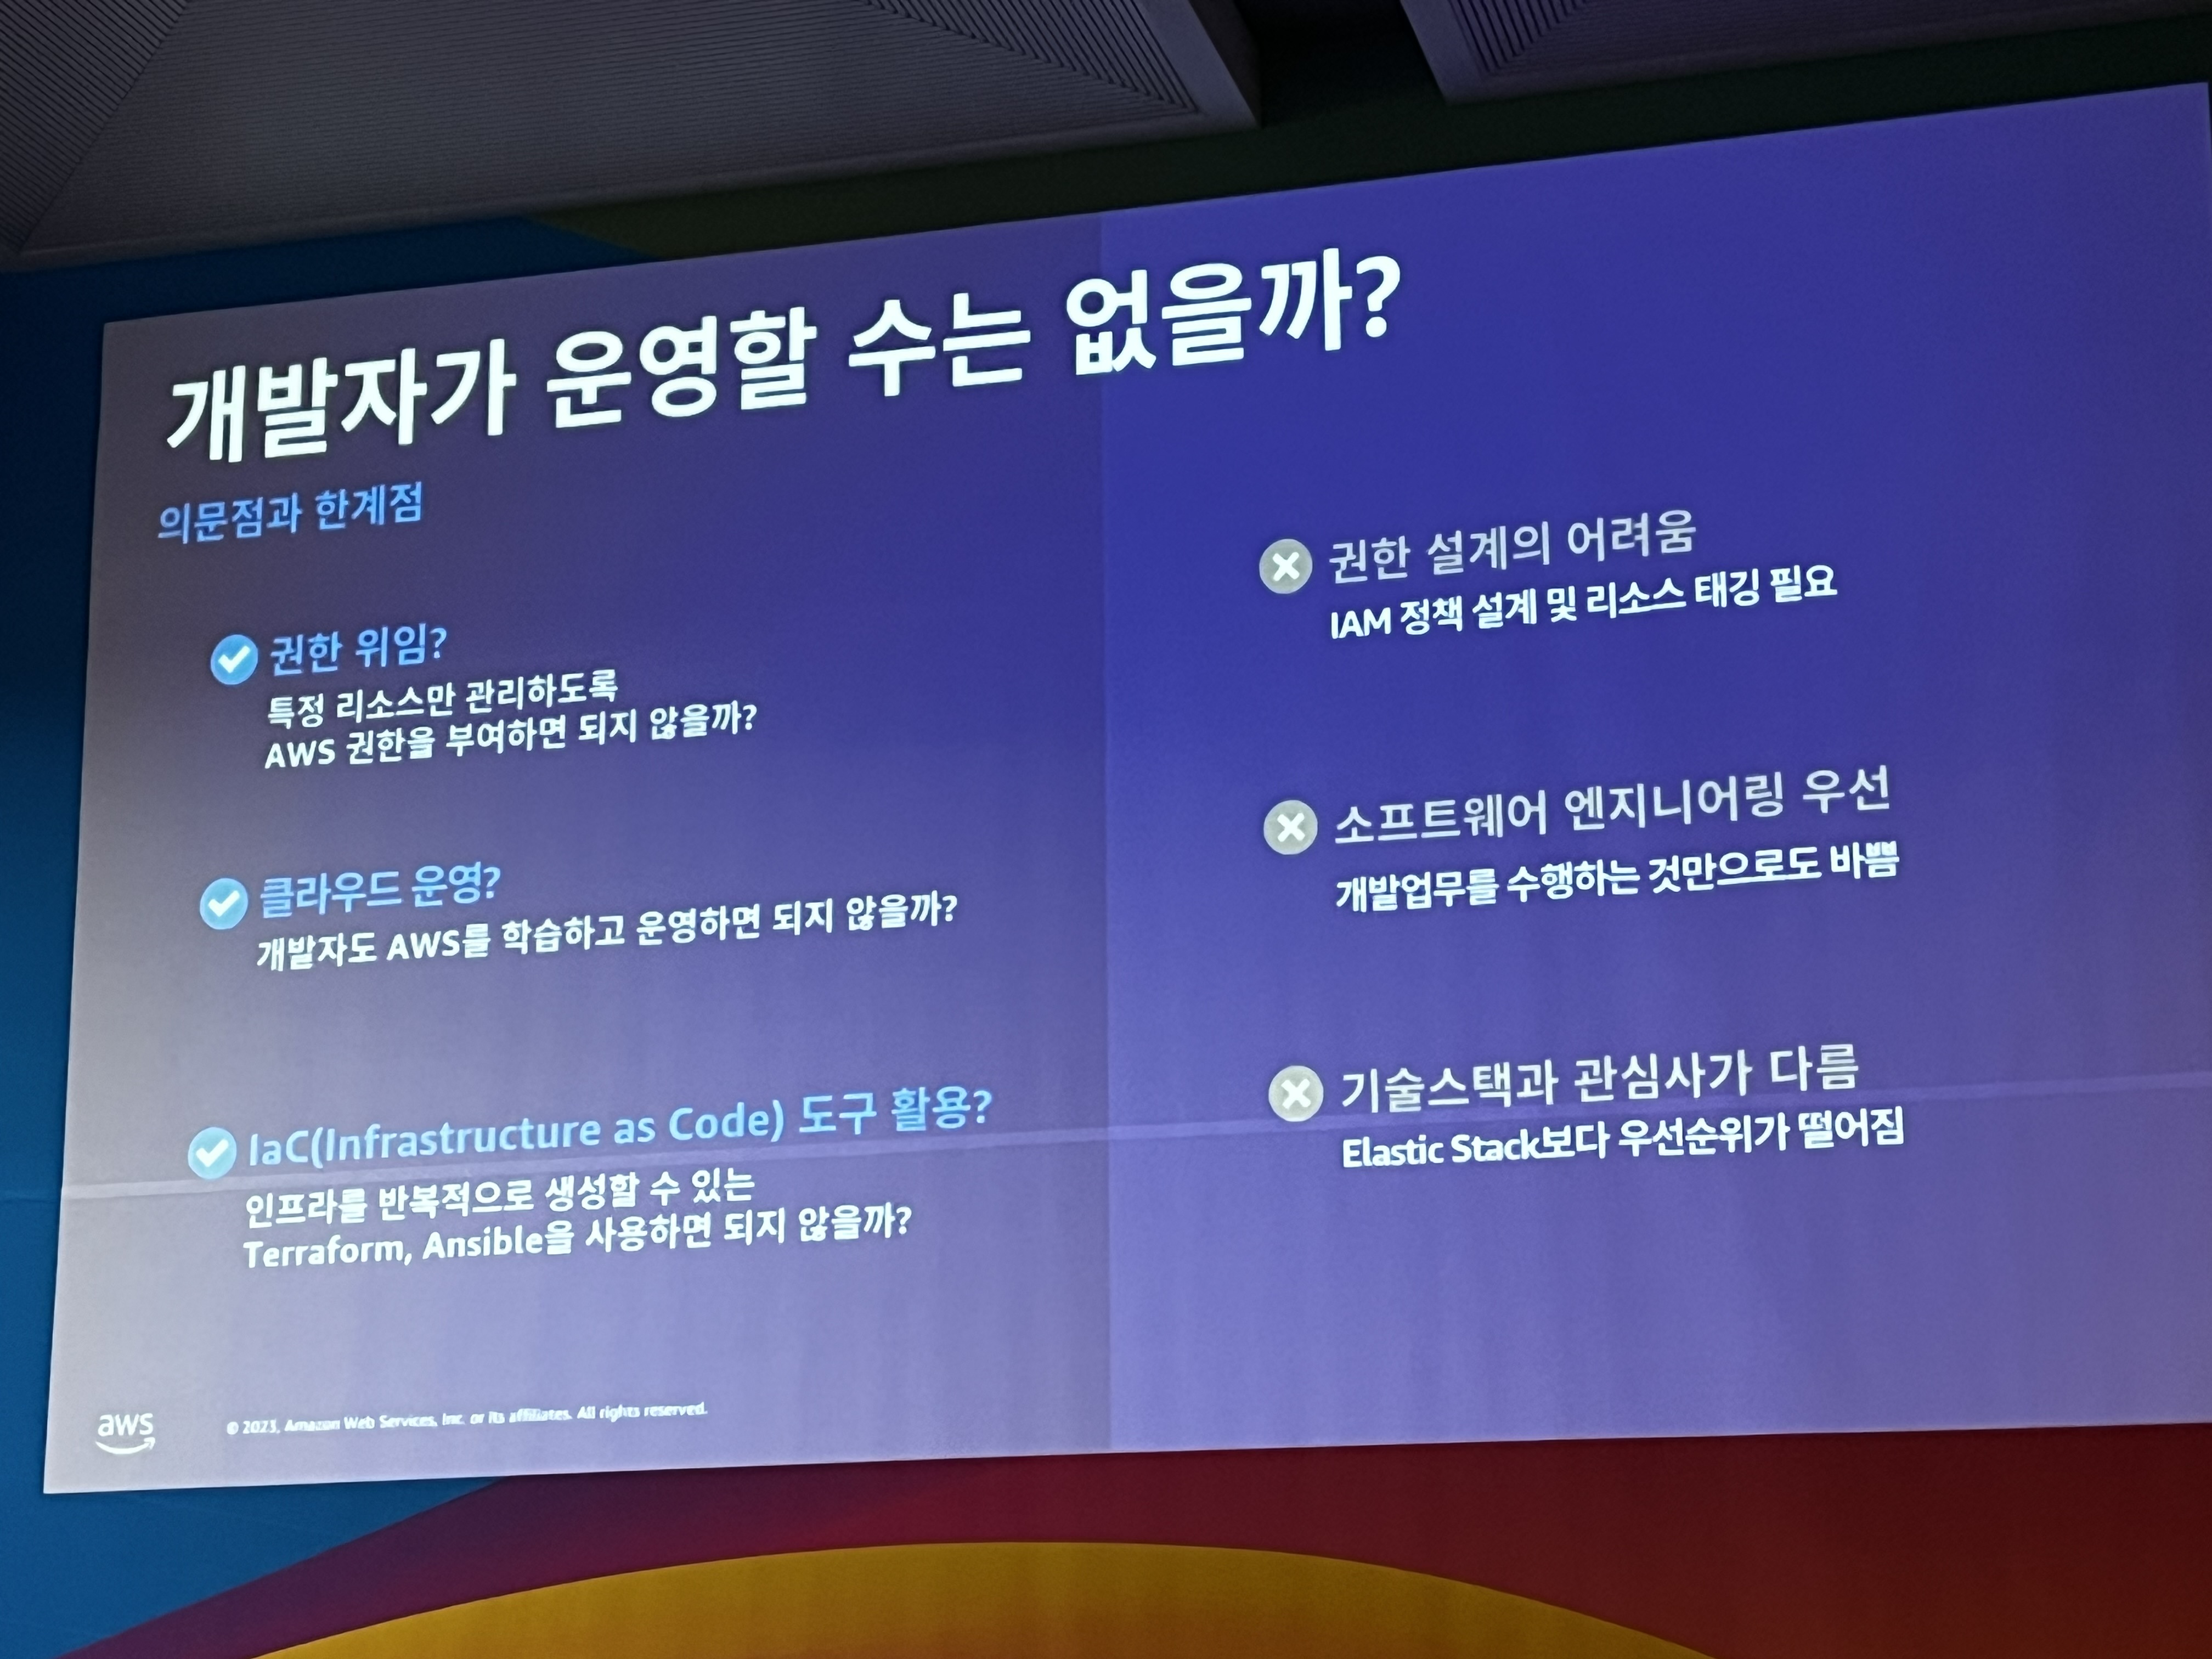 개발자가 운영할 수는 없을까?
의문점과 한계점
권한 위임?
특정 리소스만 관리하도록
AWS 권한을 부여하면 되지 않을까?
클라우드 운영?
개발자도 AWS를 학습하고 운영하면 되지 않을까?
IaC(Infrastructure as Code) 도구 활용?
인프라를 반복적으로 생성할 수 있는
Terraform, Ansible을 사용하면 되지 않을까?
권한 설계의 어려움
IAM 정책 설계 및 리소스 태깅 필요
소프트웨어 엔지니어링 우선
개발업무를 수행하는 것만으로도 바쁨
기술스택과 관심사가 다름
Elastic Stack보다 우선순위가 떨어짐
aws
© 2023, Amazon Web Services, Inc. or its affiliates. All rights reserved.